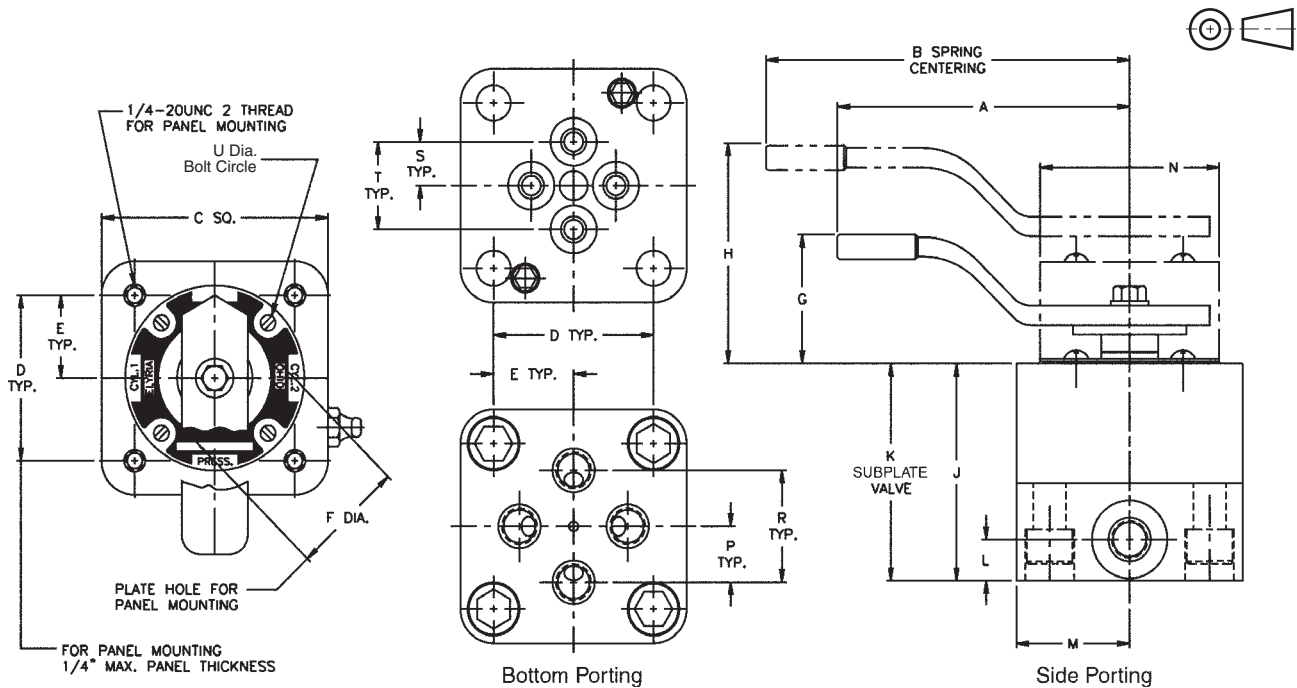 1/4-20UNC 2 THREAD
FOR PANEL MOUNTING
U Dia.
Bolt Circle
C SQ.
E
TYP.
D
TYP.
CYL.1
ELYRIA
OHIO
CYL.2
PRESS.
F DIA.
PLATE HOLE FOR
PANEL MOUNTING
FOR PANEL MOUNTING
1/4" MAX. PANEL THICKNESS
S
TYP.
T
TYP.
D TYP.
E TYP.
R
TYP.
P
TYP.
Bottom Porting
B SPRING
CENTERING
A
N
H
G
K
SUBPLATE
VALVE
J
L
M
Side Porting